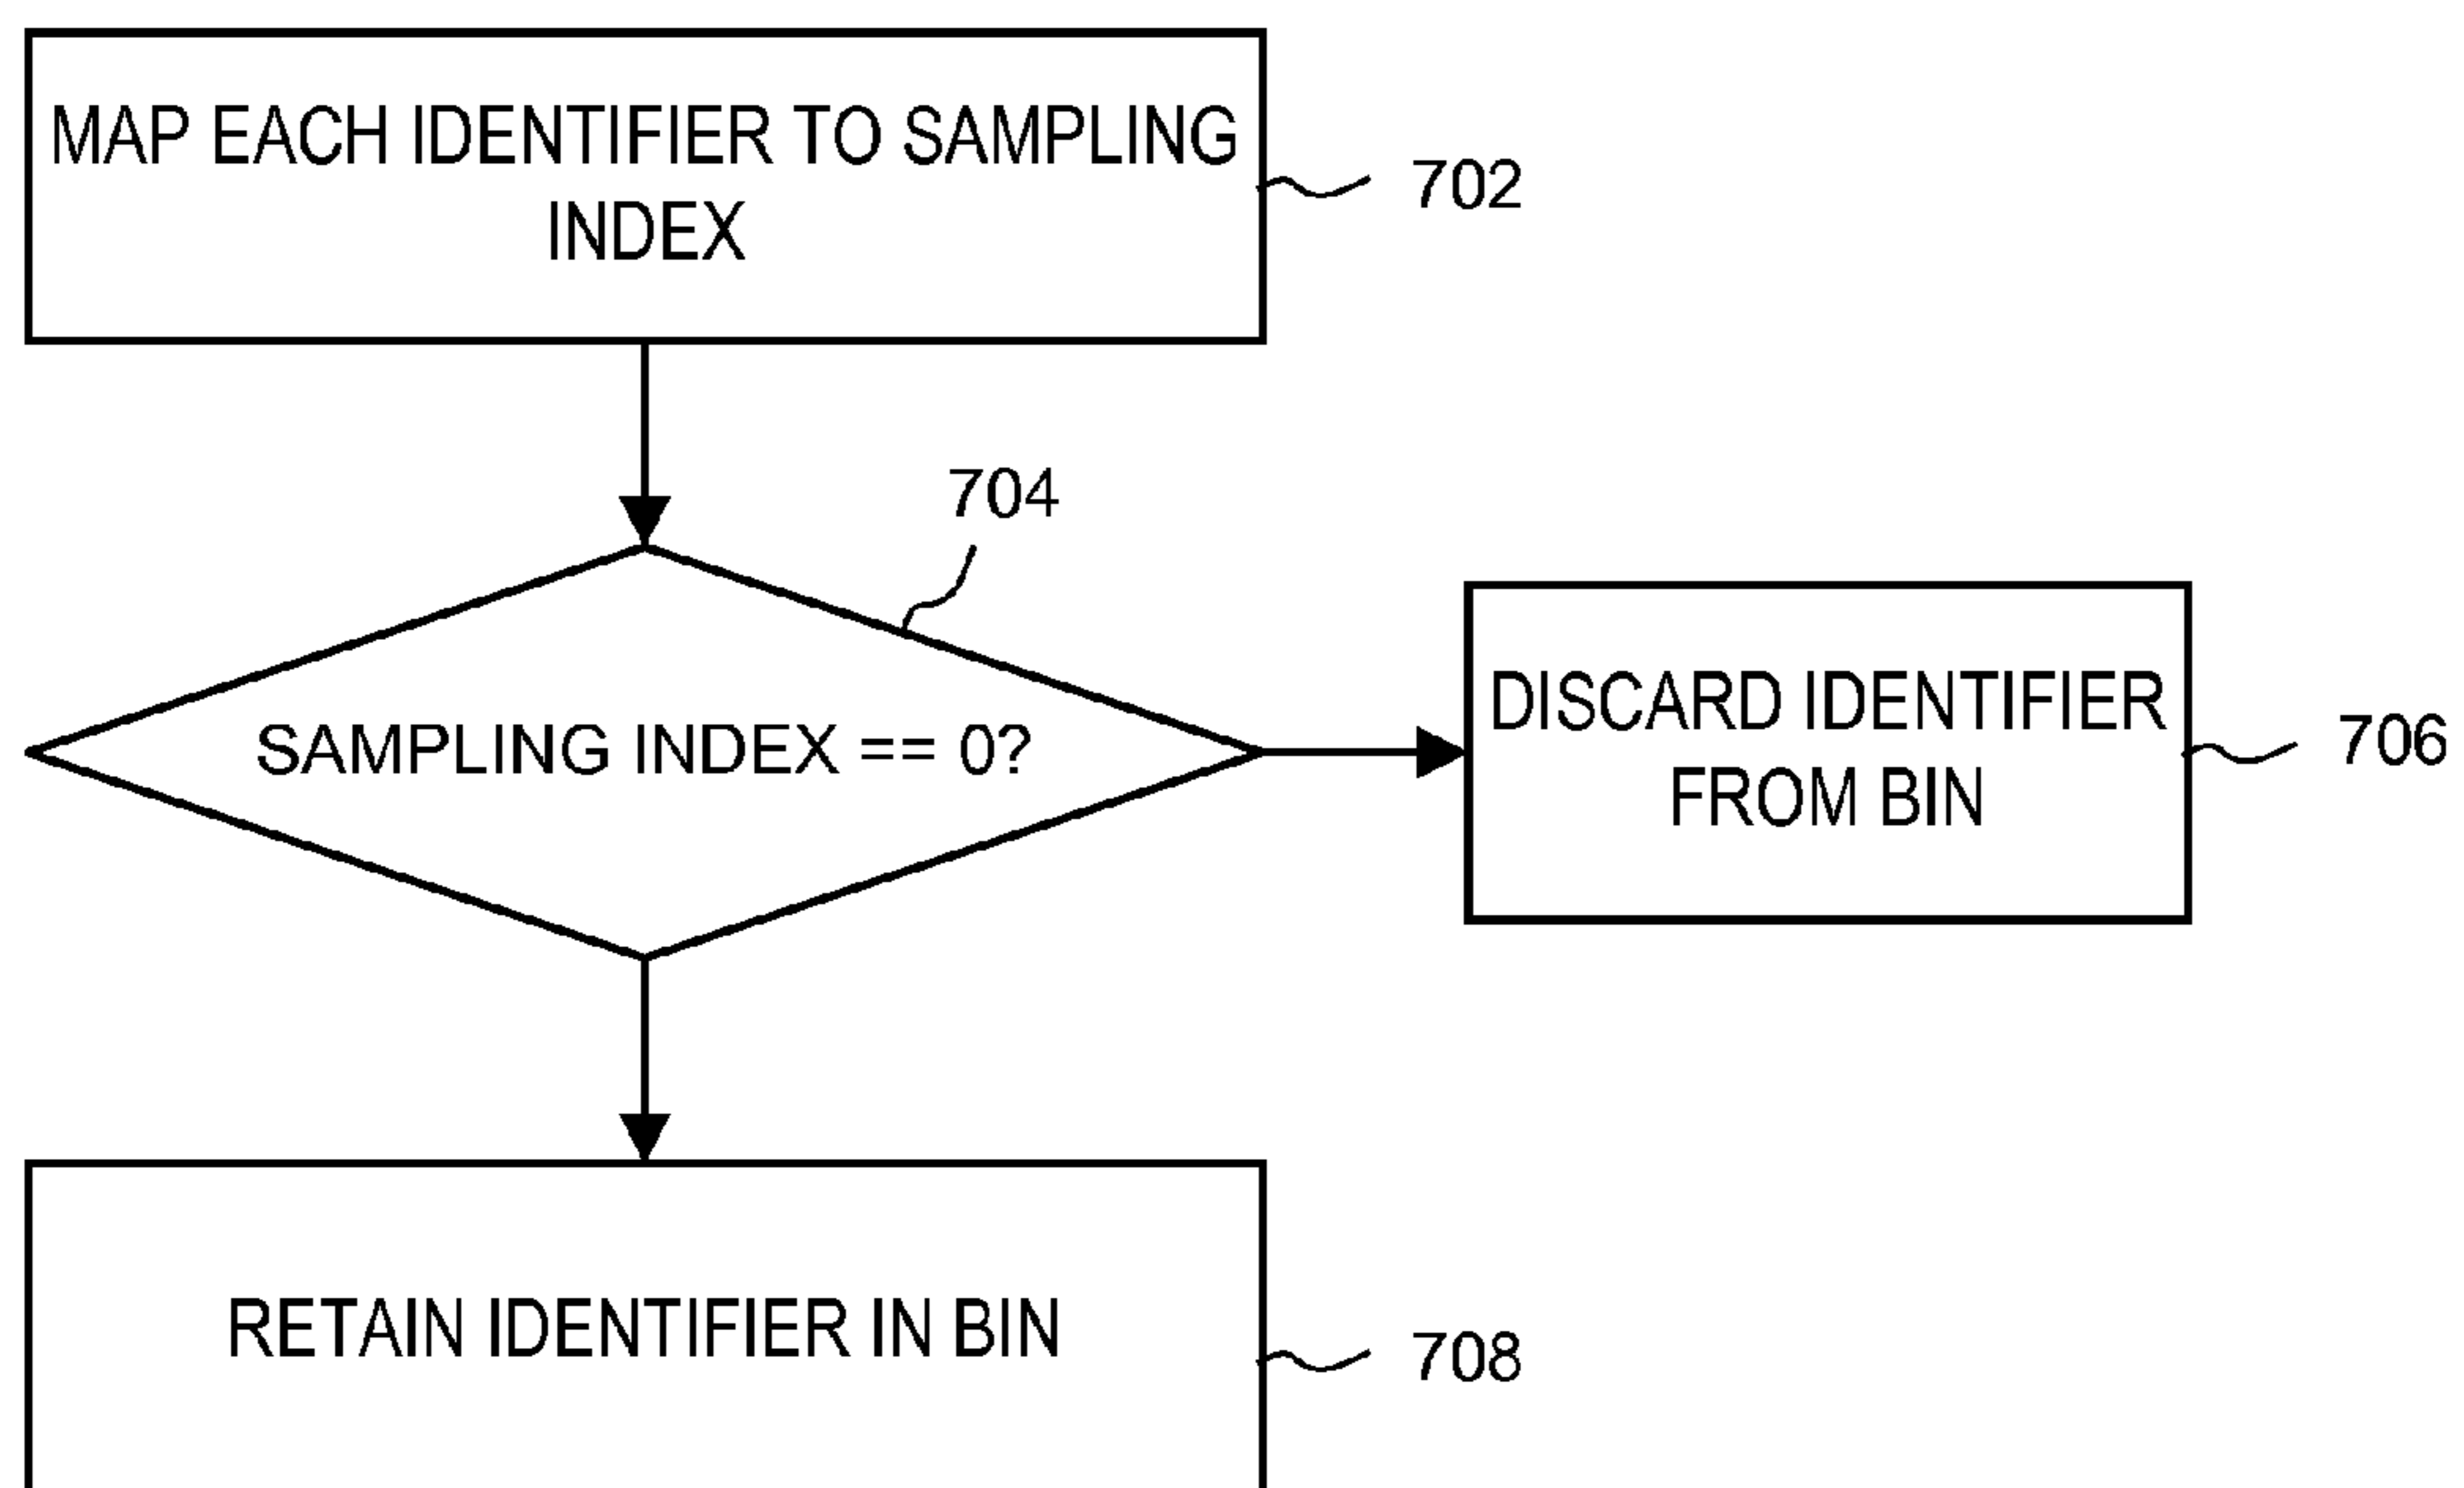 MAP EACH IDENTIFIER TO SAMPLING
INDEX
702
704
SAMPLING INDEX == 0?
DISCARD IDENTIFIER
FROM BIN
706
RETAIN IDENTIFIER IN BIN
708